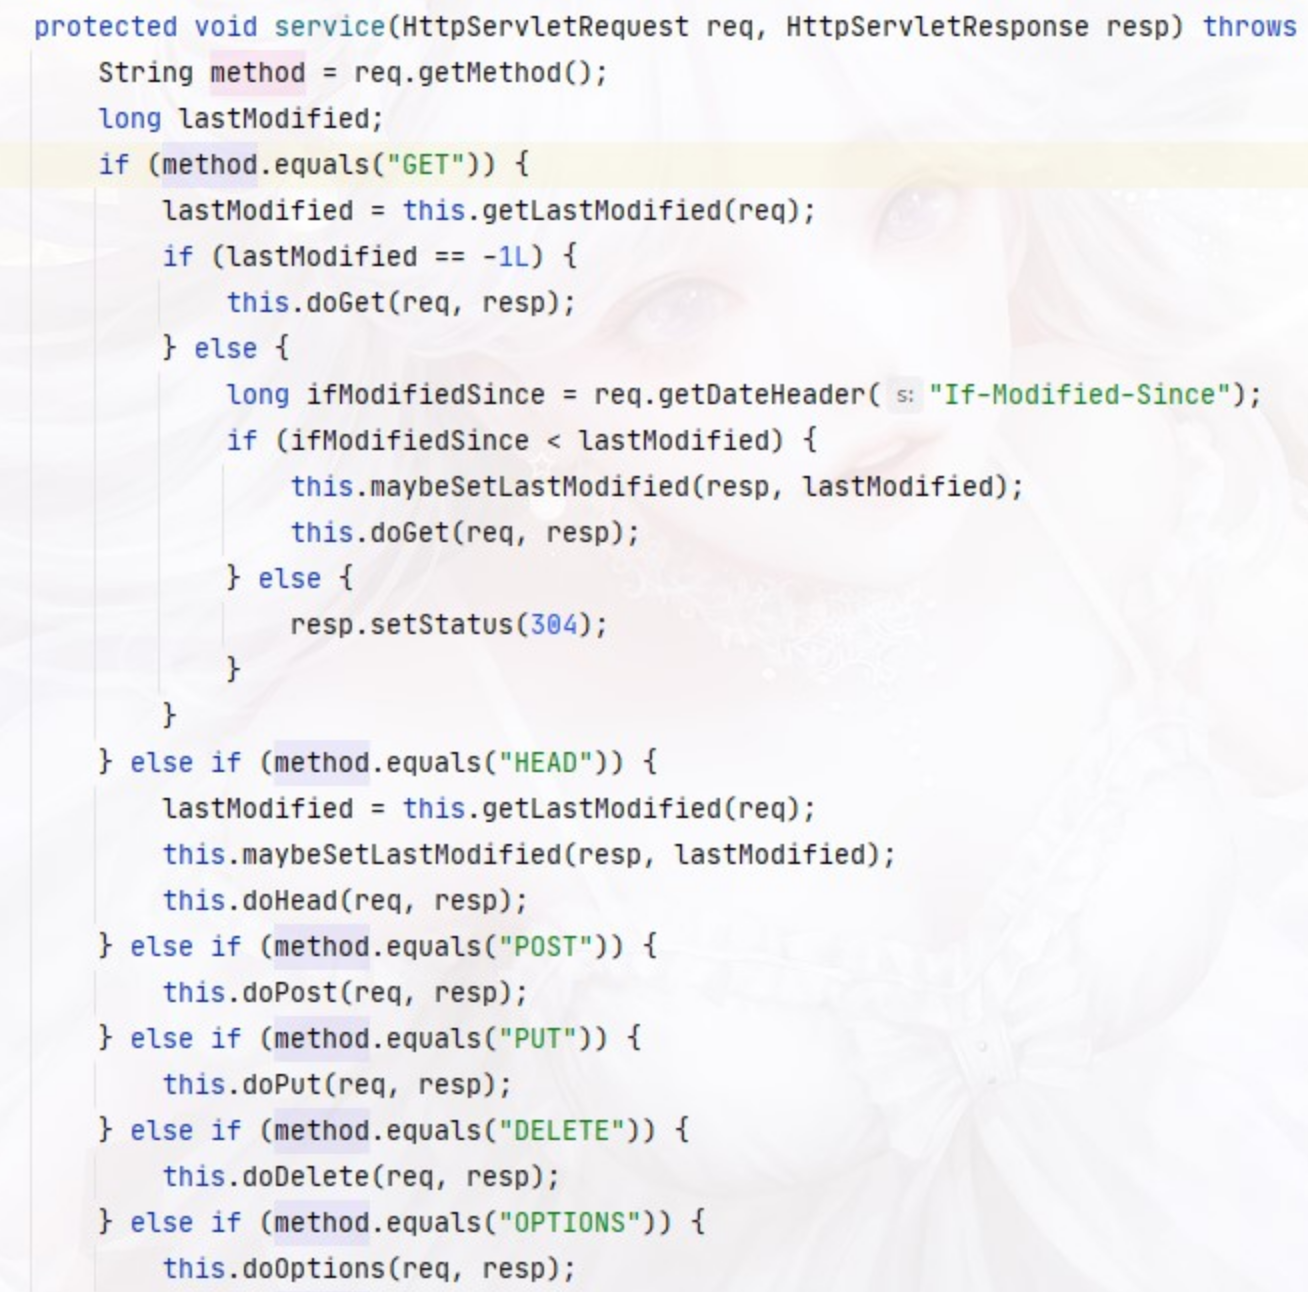 protected void service(HttpServletRequest req, HttpServletResponse resp) throws
String method = req.getMethod();
long lastModified;
if (method.equals("GET")) {
lastModified = this.getLastModified(req);
if (lastModified == -1L) {
this.doGet(req, resp);
} else {
long ifModifiedSince = req.getDateHeader( s: "If-Modified-Since");
if (ifModifiedSince < lastModified) {
this.maybeSetLastModified(resp, lastModified);
this.doGet(req, resp);
} else {
resp.setStatus(304);
}
}
} else if (method.equals("HEAD")) {
lastModified = this.getLastModified(req);
this.maybeSetLastModified(resp, lastModified);
this.doHead(req, resp);
} else if (method.equals("POST")) {
this.doPost(req, resp);
} else if (method.equals("PUT")) {
this.doPut(req, resp);
} else if (method.equals("DELETE")) {
this.doDelete(req, resp);
} else if (method.equals("OPTIONS")) {
this.doOptions(req, resp);